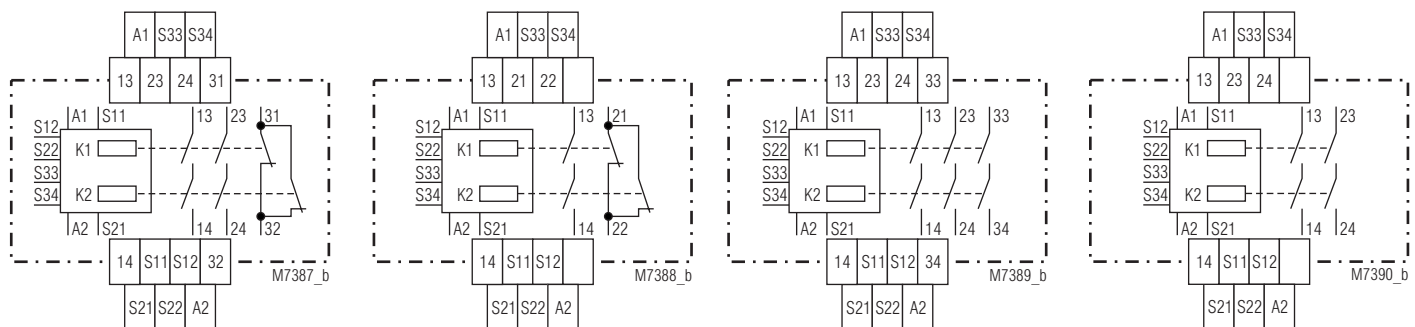 A1 S33 S34
13 23 24 31
A1 S11 13 23 31
S12
S22 K1
S33
S34 K2
A2 S21 14 24 32
14 S11 S12 32
M7387_b
S21 S22 A2
A1 S33 S34
13 21 22
A1 S11 13 21
S12
S22 K1
S33
S34 K2
A2 S21 14 22
14 S11 S12
M7388_b
S21 S22 A2
A1 S33 S34
13 23 24 33
A1 S11 13 23 33
S12
S22 K1
S33
S34 K2
A2 S21 14 24 34
14 S11 S12 34
M7389_b
S21 S22 A2
A1 S33 S34
13 23 24
A1 S11 13 23
S12
S22 K1
S33
S34 K2
A2 S21 14 24
14 S11 S12
M7390_b
S21 S22 A2